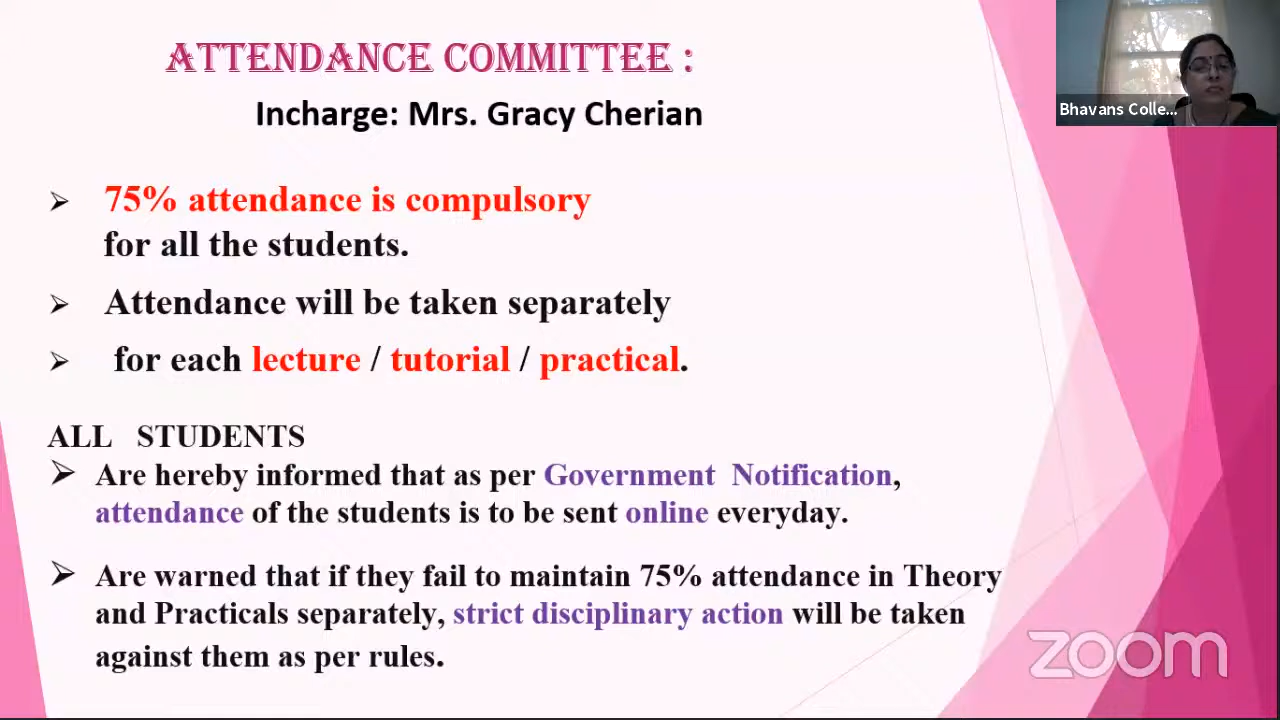 ATTENDANCE COMMITTEE :
Incharge: Mrs. Gracy Cherian
Bhavans Colle...
75% attendance is compulsory
for all the students.
Attendance will be taken separately
for each lecture / tutorial / practical.
ALL STUDENTS
Are hereby informed that as per Government Notification,
attendance of the students is to be sent online everyday.
Are warned that if they fail to maintain 75% attendance in Theory
and Practicals separately, strict disciplinary action will be taken
against them as per rules.
zoom